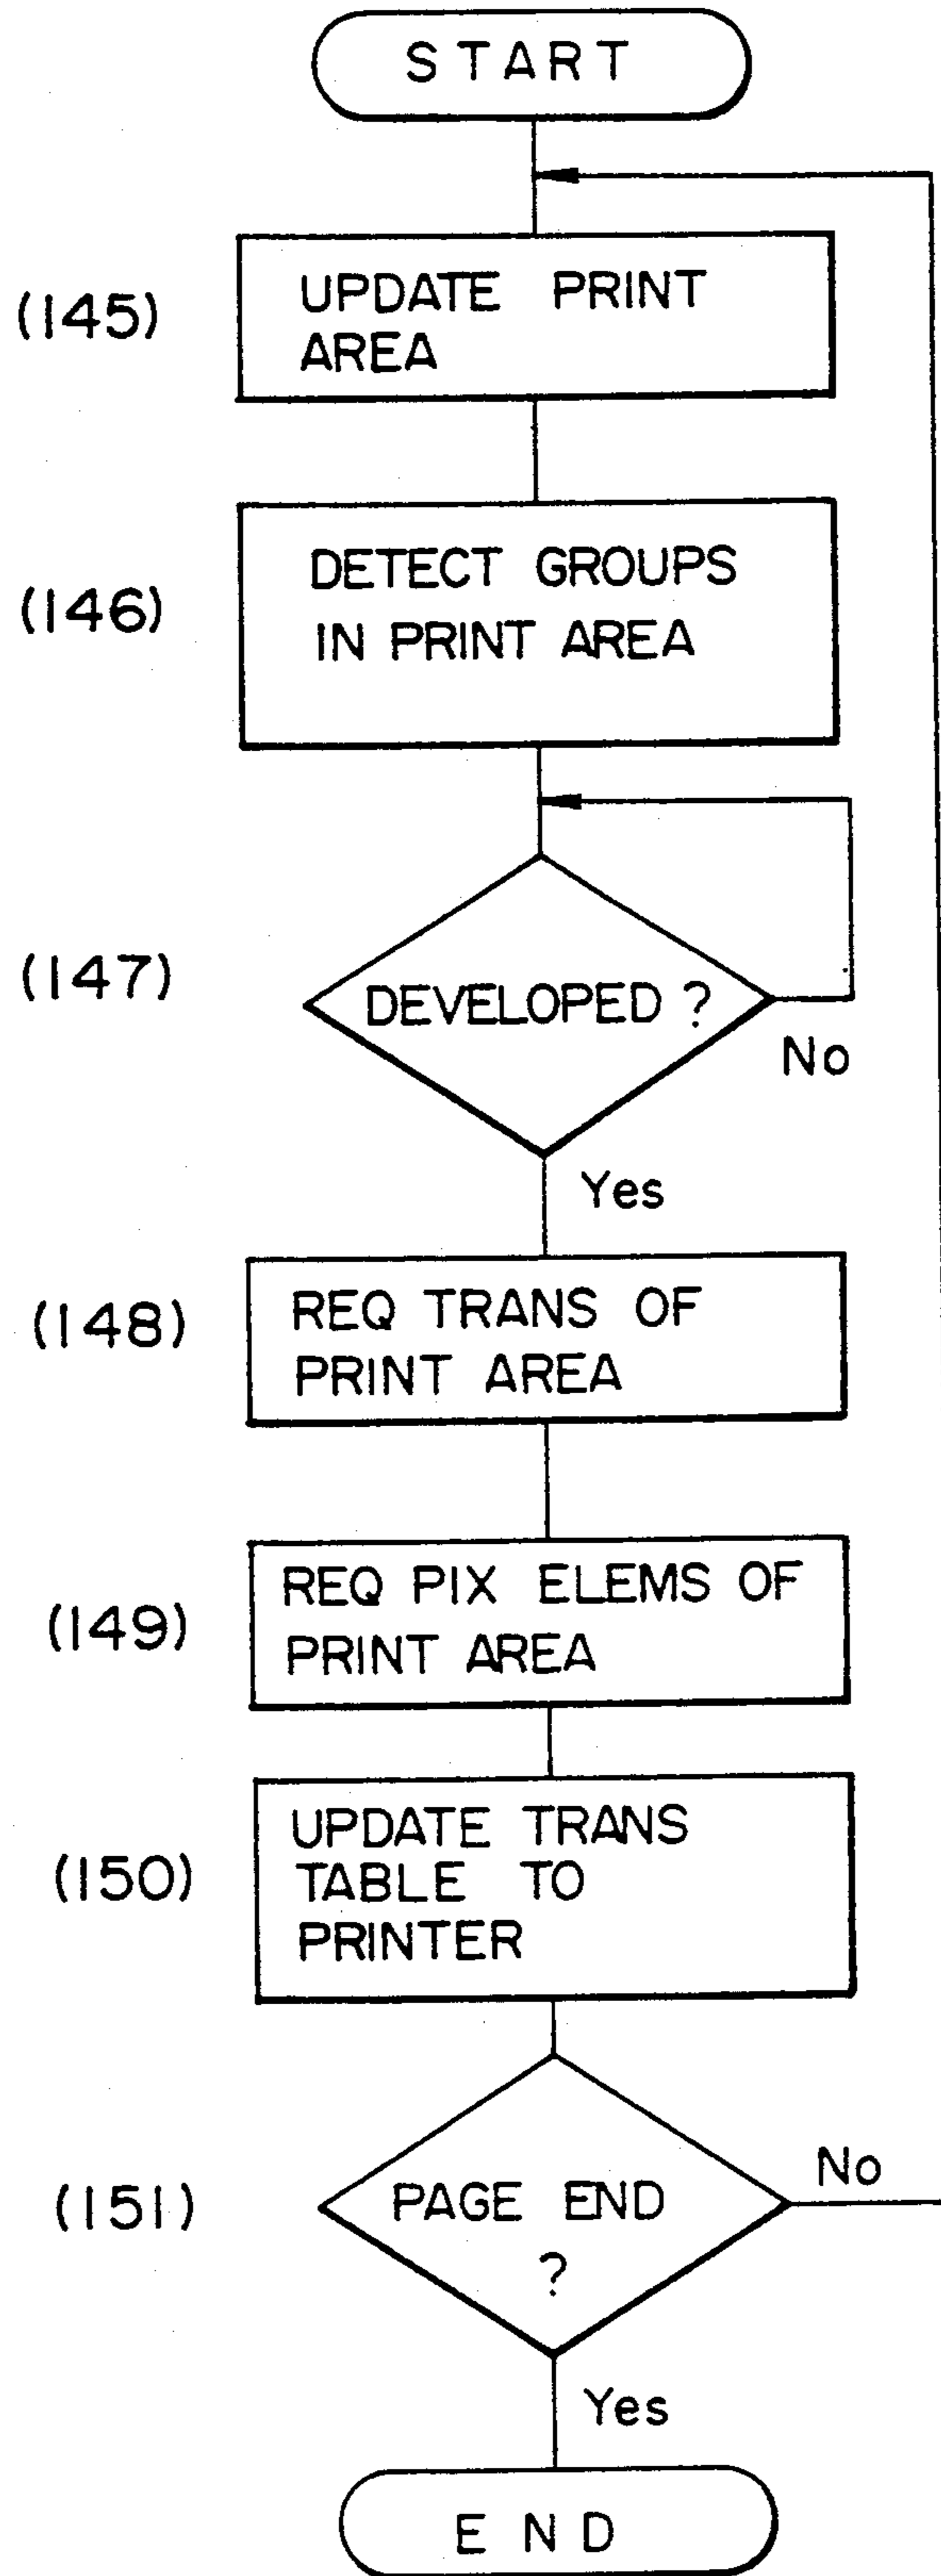 START
(145)
UPDATE PRINT
AREA
(146)
DETECT GROUPS
IN PRINT AREA
(147)
DEVELOPED ?
No
Yes
(148)
REQ TRANS OF
PRINT AREA
(149)
REQ PIX ELEMS OF
PRINT AREA
(150)
UPDATE TRANS
TABLE TO
PRINTER
(151)
PAGE END
?
No
Yes
END